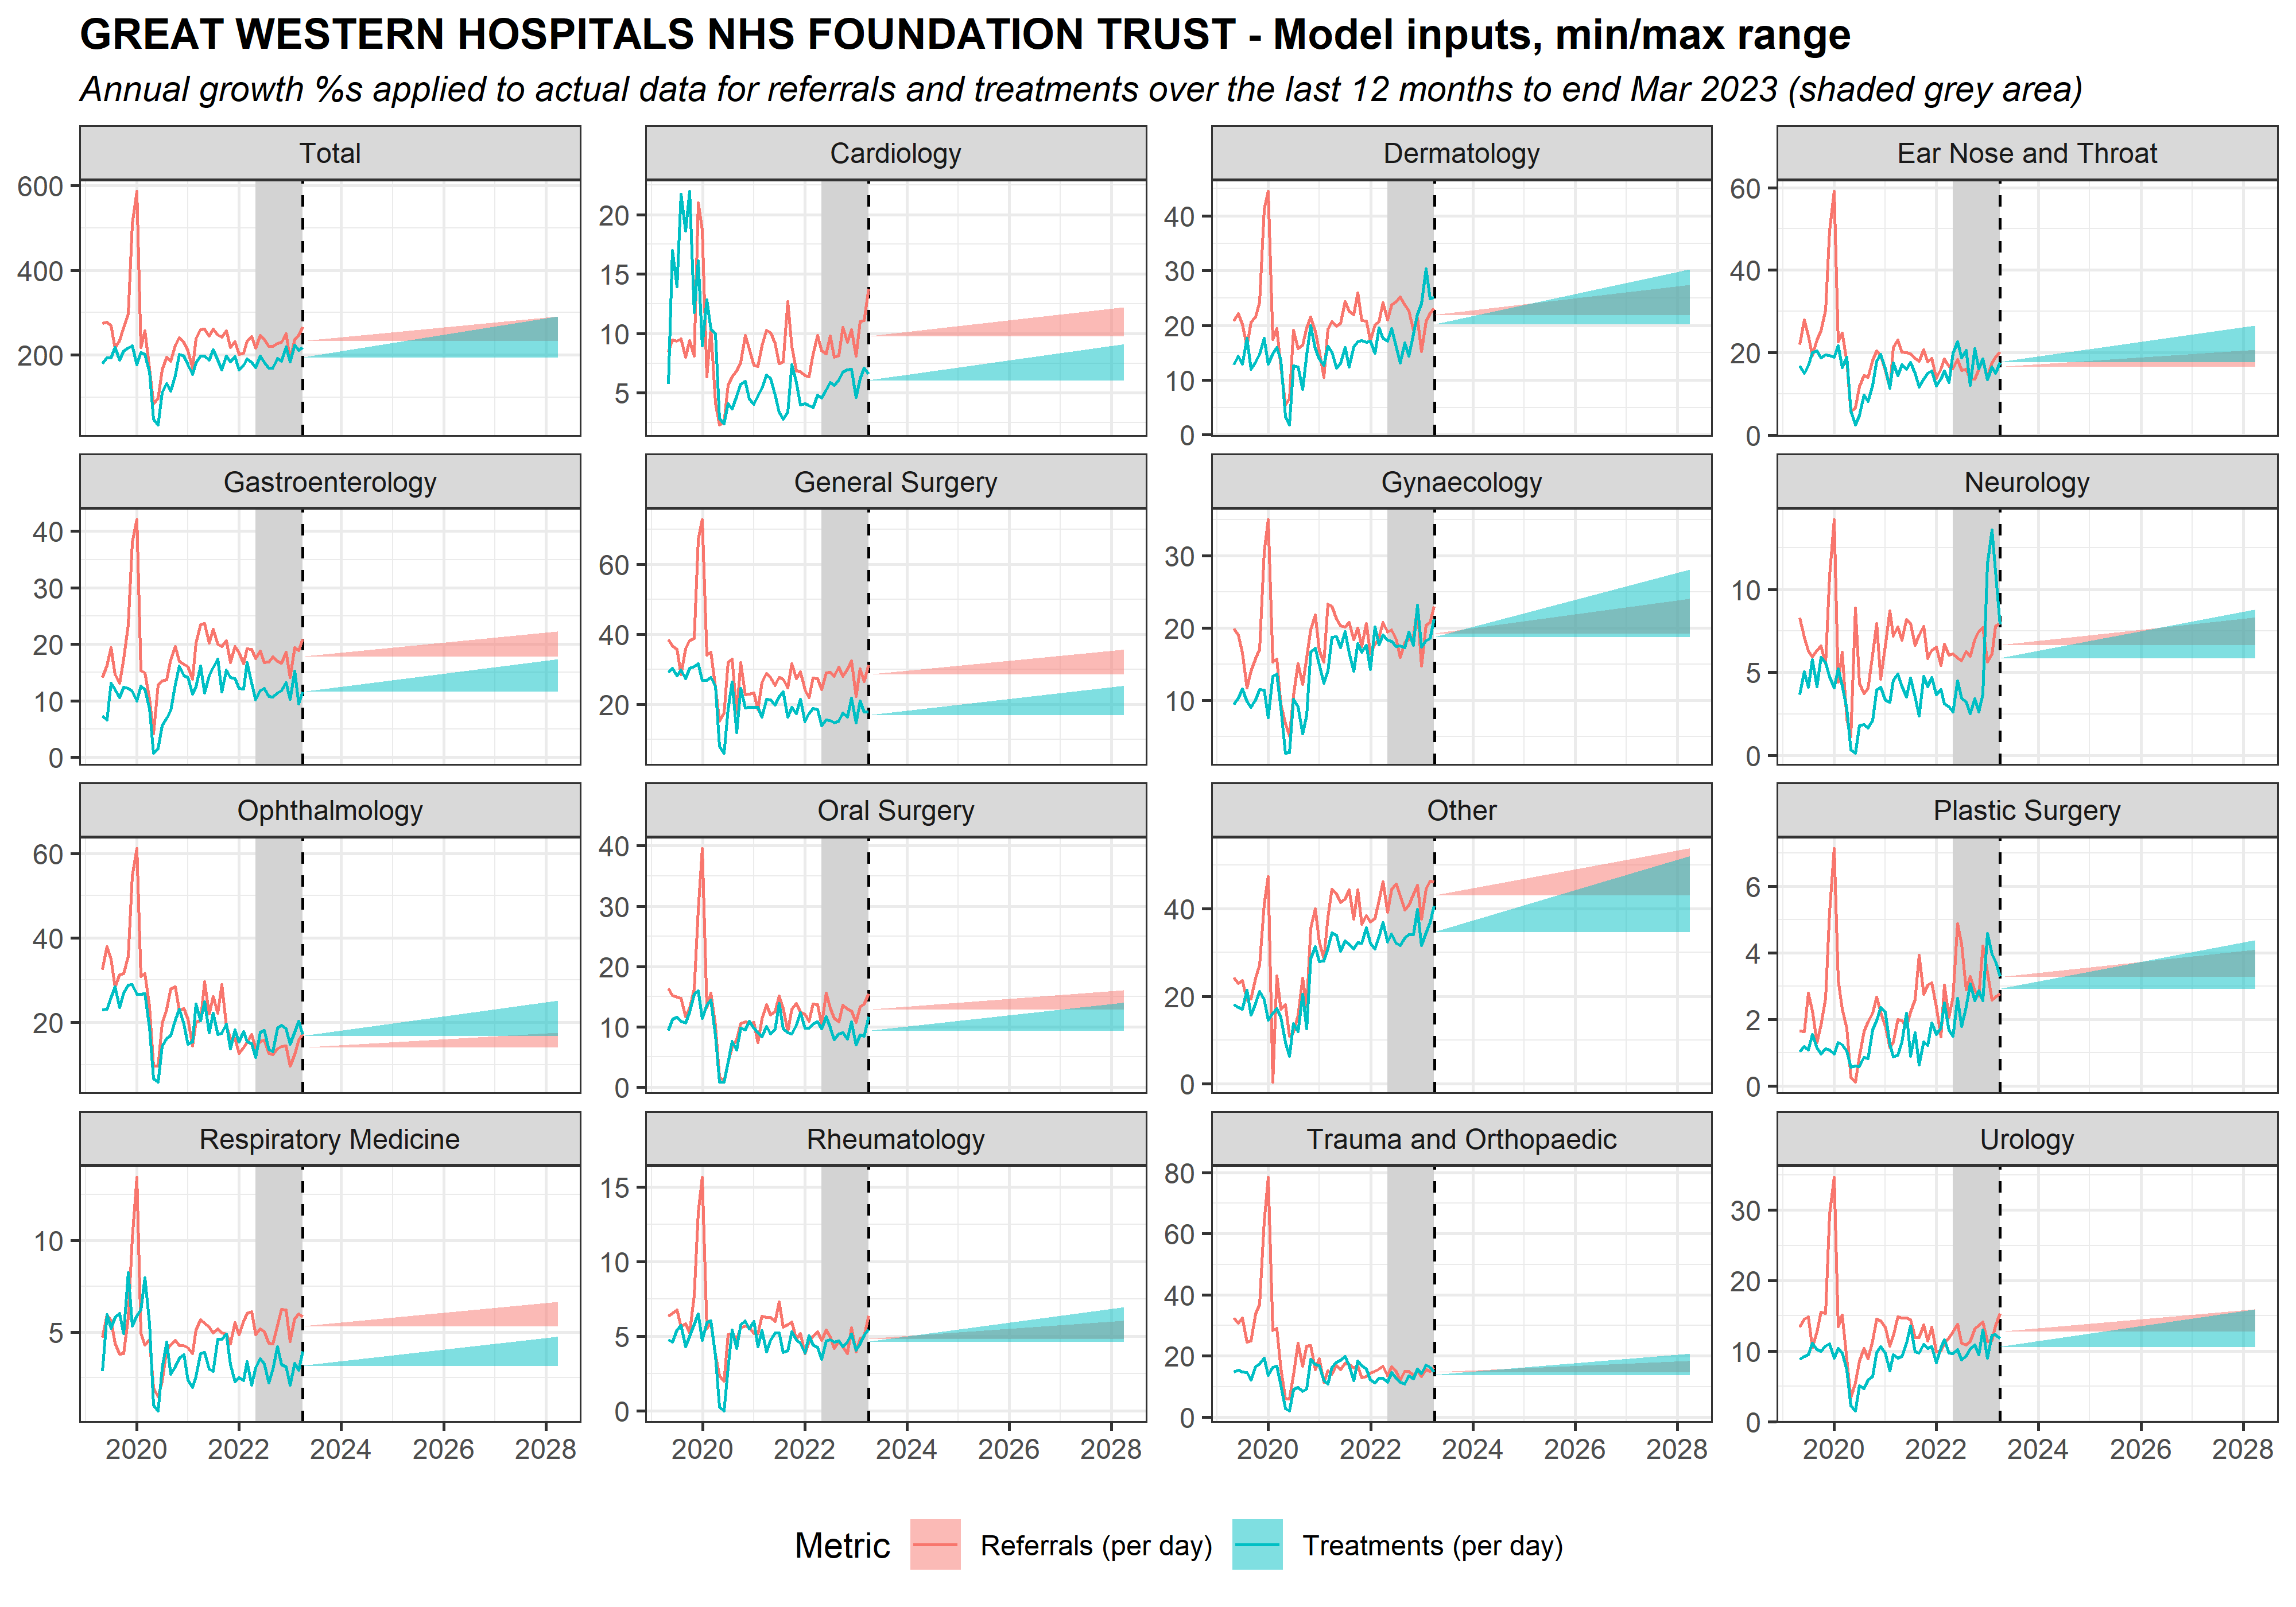 GREAT WESTERN HOSPITALS NHS FOUNDATION TRUST - Model inputs, min/max range
Annual growth %s applied to actual data for referrals and treatments over the last 12 months to end Mar 2023 (shaded grey area)
Total
600
400
200
Cardiology
20
15
10
5
Dermatology
40
30
20
10
0
Ear Nose and Throat
60
40
20
0
Gastroenterology
40
30
20
10
0
General Surgery
60
40
20
Gynaecology
30
20
10
Neurology
10
5
0
Ophthalmology
60
40
20
Oral Surgery
40
30
20
10
0
Other
40
20
0
Plastic Surgery
6
4
2
0
Respiratory Medicine
10
5
2020 2022 2024 2026 2028
Rheumatology
15
10
5
0
2020 2022 2024 2026 2028
Trauma and Orthopaedic
80
60
40
20
0
2020 2022 2024 2026 2028
Urology
30
20
10
0
2020 2022 2024 2026 2028
Metric Referrals (per day) Treatments (per day)